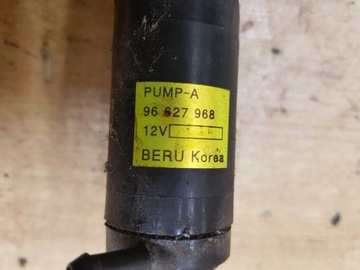 PUMP-A
96 627 968
12V
BERU Korea